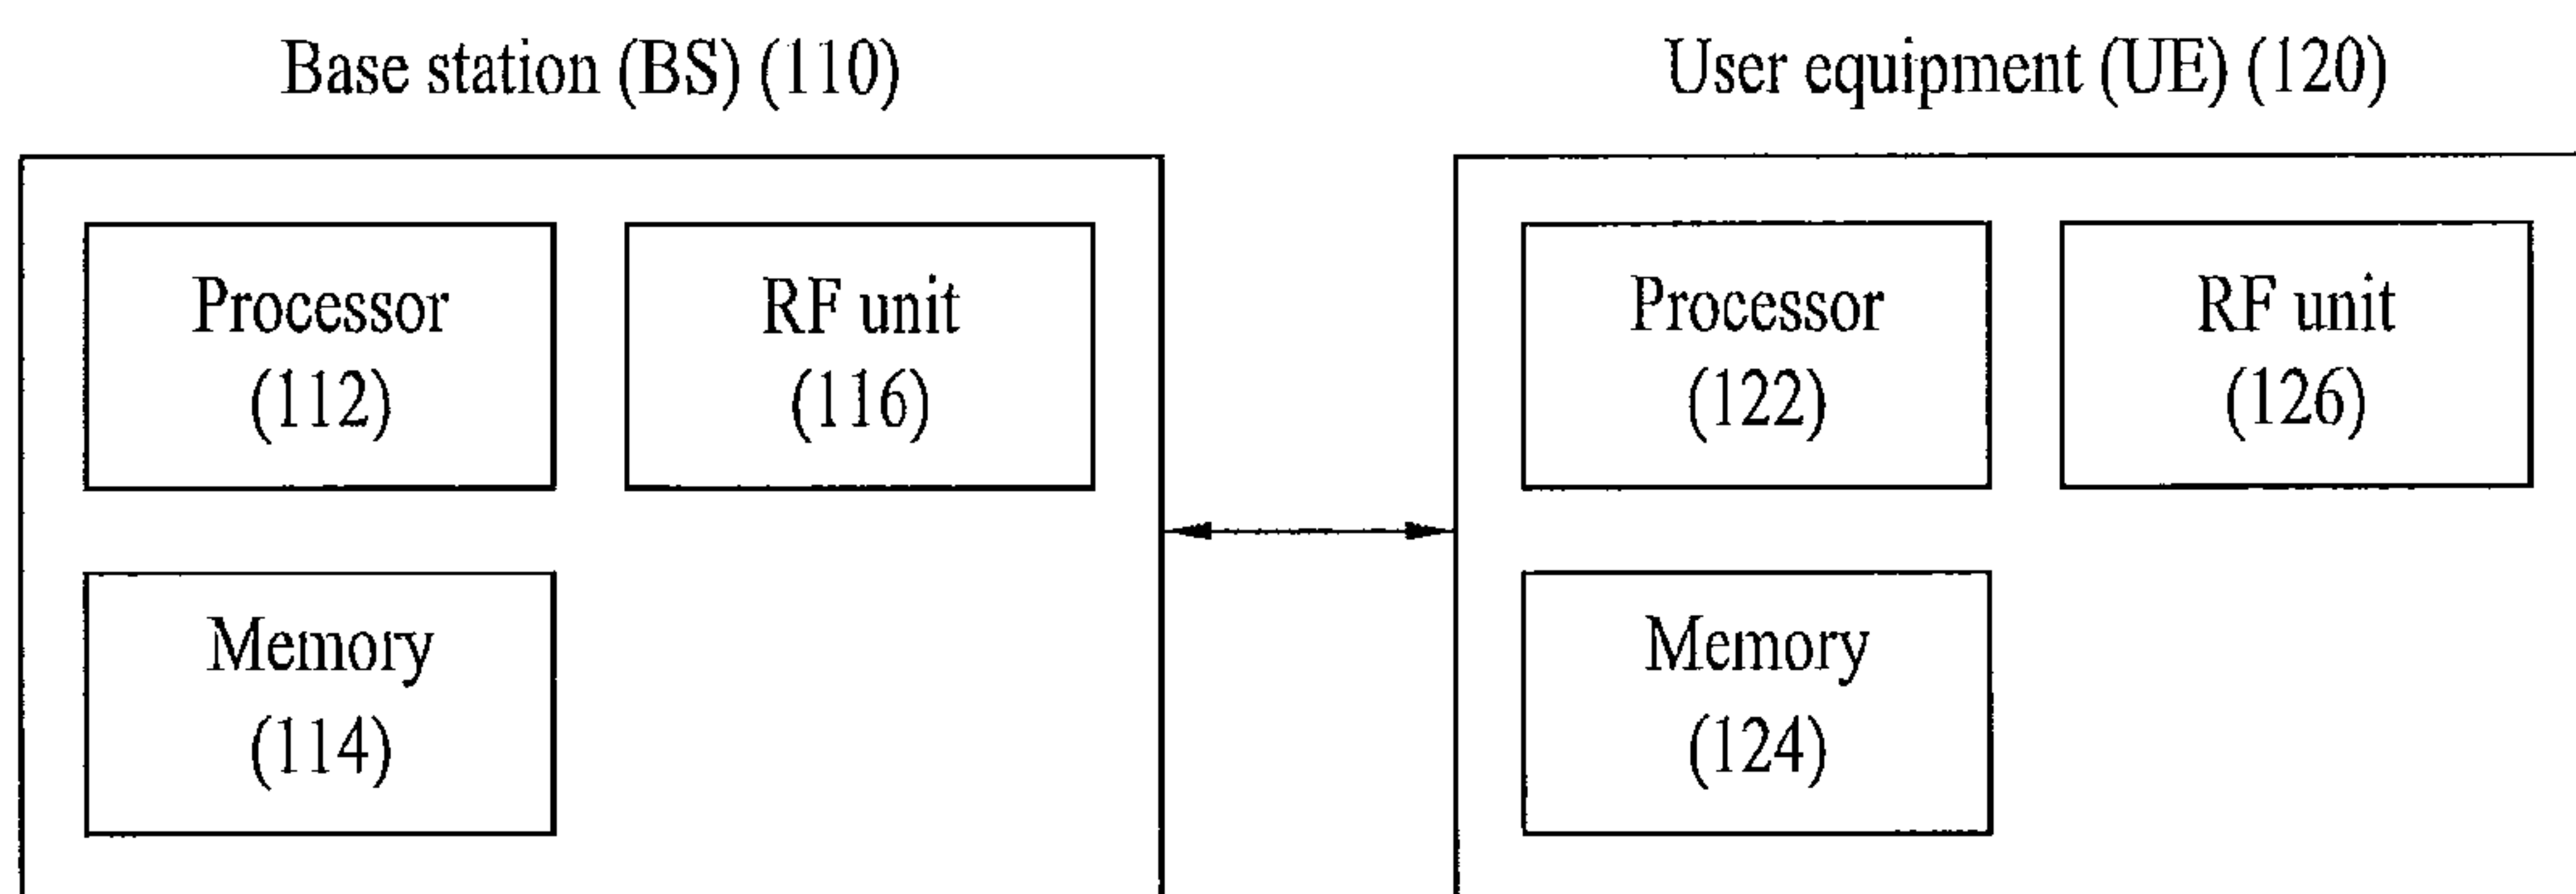 Base station (BS) (110)
User equipment (UE) (120)
Processor
(112)
RF unit
(116)
Memory
(114)
Processor
(122)
RF unit
(126)
Memory
(124)